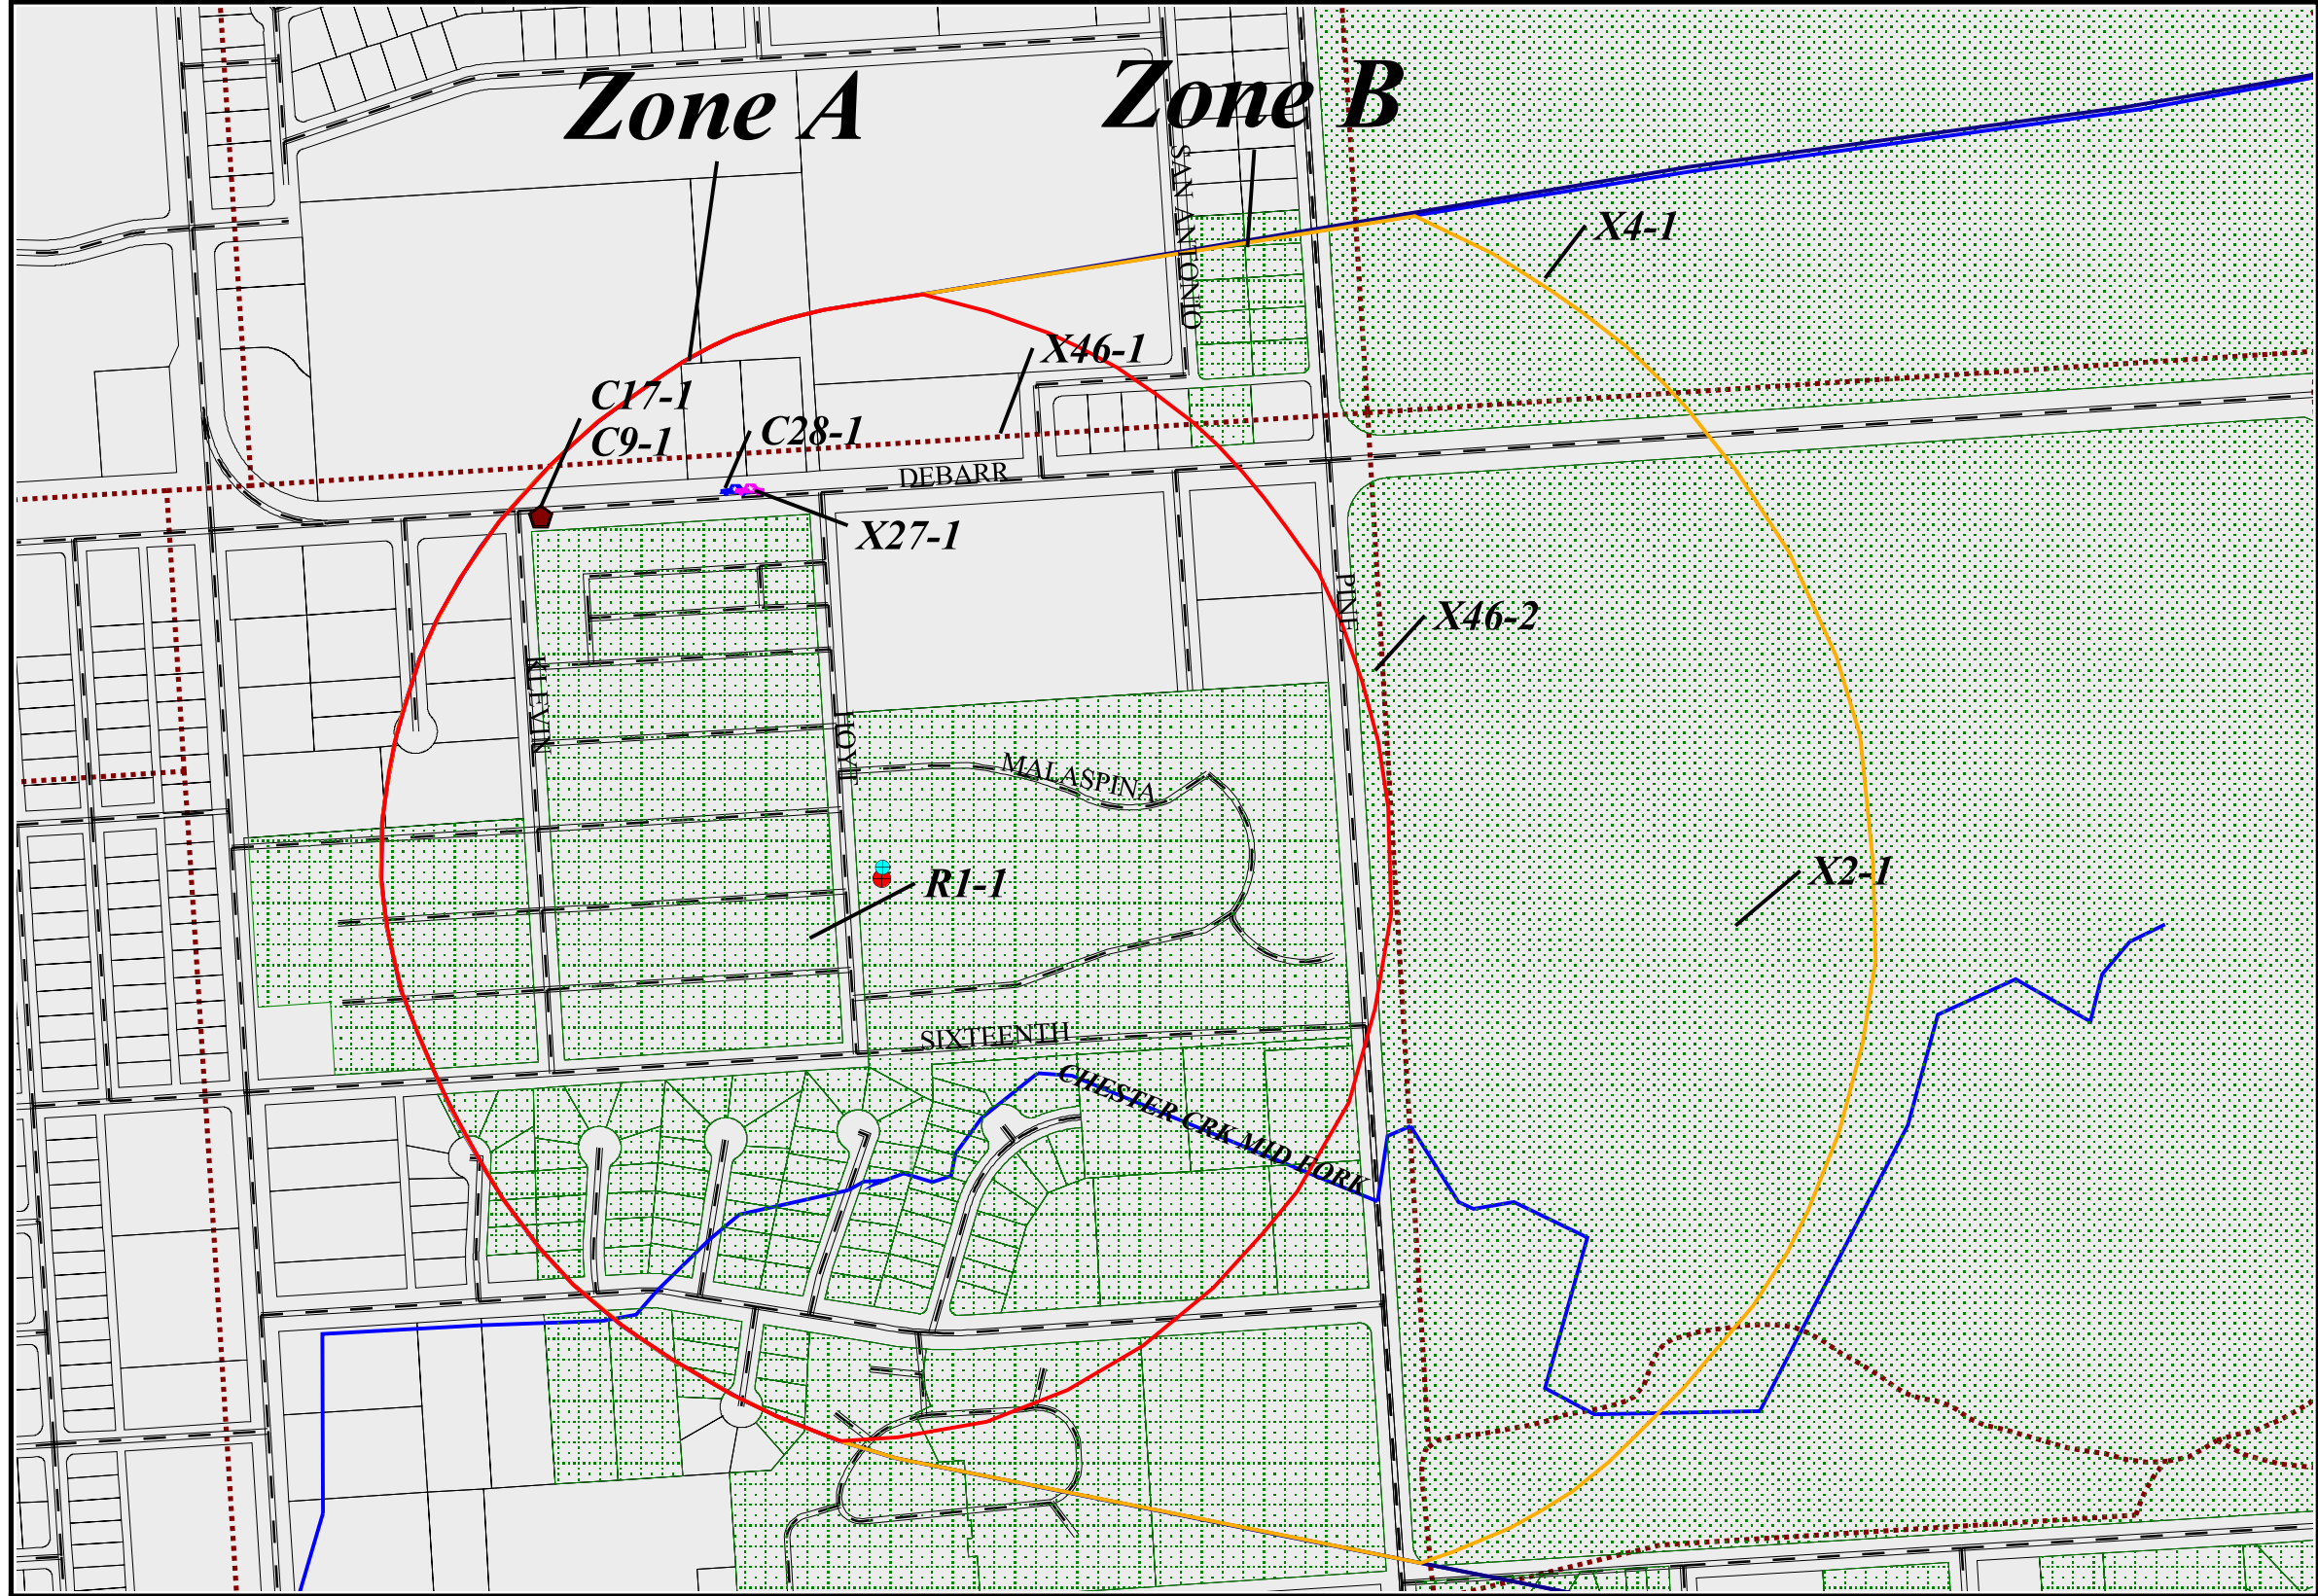 Zone A
Zone B
SAN ANTONIO
X4-1
X46-1
C17-1
C9-1
C28-1
DEBARR
X27-1
PINE
X46-2
KLEVIN
HOYT
MALASPINA
R1-1
X2-1
SIXTEENTH
CHESTER CRK MID FORK